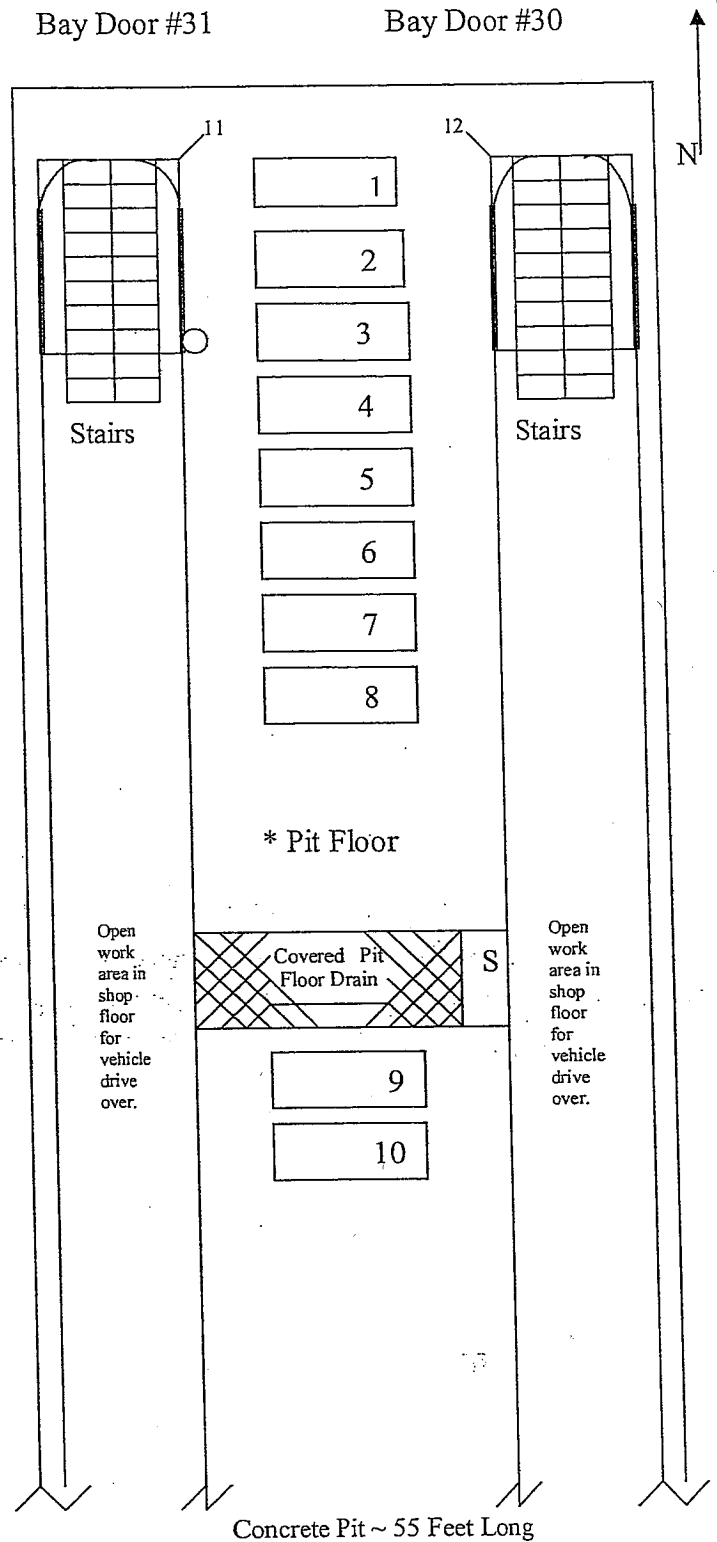 Bay Door #31
Bay Door #30
N
11
12
1
2
3
4
5
6
7
8
Stairs
Stairs
* Pit Floor
Open
work
area in
shop
floor
for
vehicle
drive
over.
Covered Pit
Floor Drain
S
Open
work
area in
shop
floor
for
vehicle
drive
over.
9
10
Concrete Pit ~ 55 Feet Long